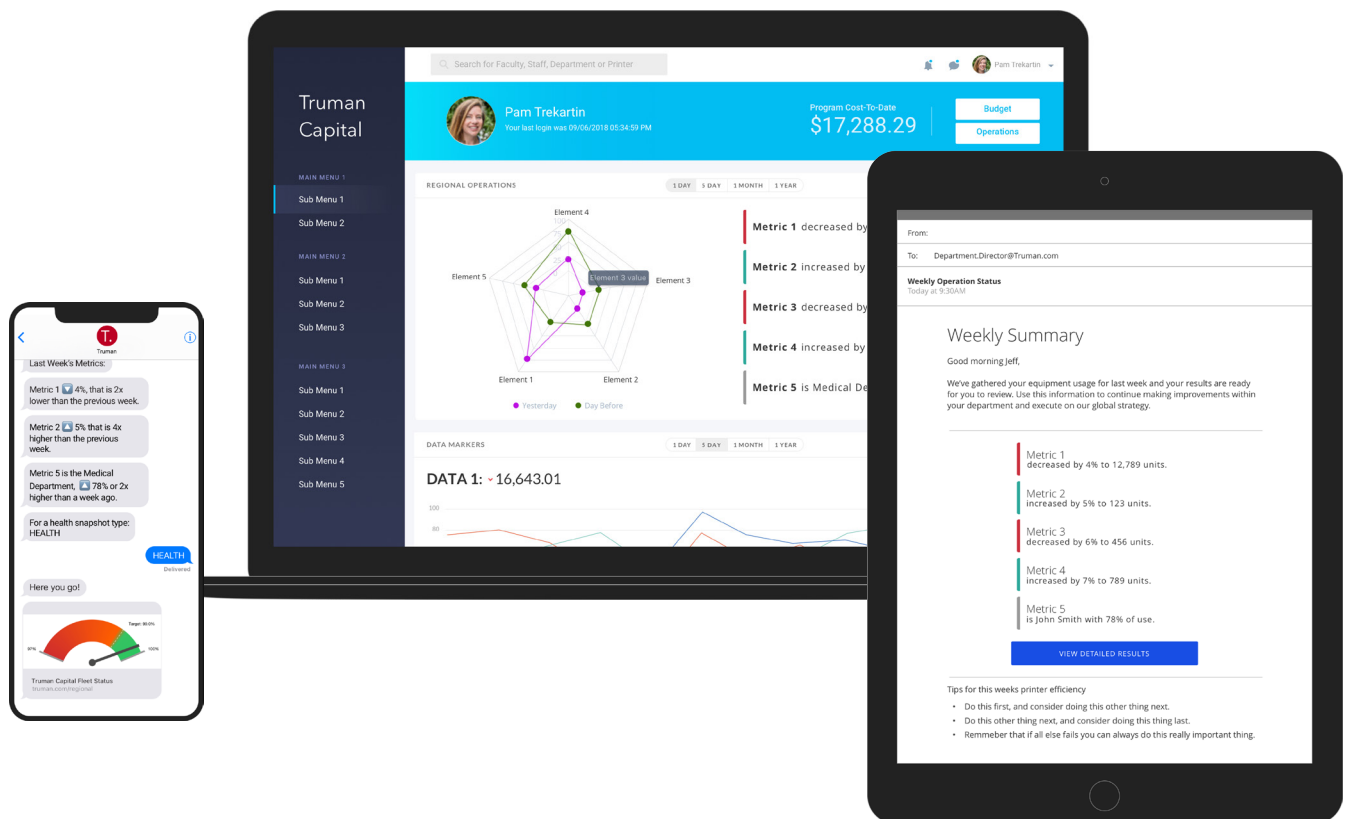 Last Week's Metrics:
Truman
T.
Metric 1 🔽 4%, that is 2x
lower than the previous week.
Metric 2 🔼 5% that is 4x
higher than the previous
week.
Metric 5 is the Medical
Department, 🔼 78% or 2x
higher than a week ago.
For a health snapshot type:
HEALTH
HEALTH
Delivered
Here you go!
Target: 99.0%
97%
100%
Truman Capital Fleet Status
truman.com/regional
Truman
Capital
MAIN MENU 1
Sub Menu 1
Sub Menu 2
MAIN MENU 2
Sub Menu 1
Sub Menu 2
Sub Menu 3
MAIN MENU 3
Sub Menu 1
Sub Menu 2
Sub Menu 3
Sub Menu 4
Sub Menu 5
Search for Faculty, Staff, Department or Printer
Pam Trekartin
Pam Trekartin
Your last login was 09/06/2018 05:34:59 PM
Program Cost-To-Date
$17,288.29
Budget
Operations
REGIONAL OPERATIONS
1 DAY 5 DAY 1 MONTH 1 YEAR
Element 4
100
Element 5
Element 3 value
Element 3
Element 1
Element 2
Yesterday
Day Before
Metric 1 decreased by
Metric 2 increased by
Metric 3 decreased by
Metric 4 increased by
Metric 5 is Medical De
DATA MARKERS
1 DAY 5 DAY 1 MONTH 1 YEAR
DATA 1: 16,643.01
100
80
From:
To: Department.Director@Truman.com
Weekly Operation Status
Today at 9:30AM
Weekly Summary
Good morning Jeff,
We've gathered your equipment usage for last week and your results are ready
for you to review. Use this information to continue making improvements within
your department and execute on our global strategy.
Metric 1
decreased by 4% to 12,789 units.
Metric 2
increased by 5% to 123 units.
Metric 3
decreased by 6% to 456 units.
Metric 4
increased by 7% to 789 units.
Metric 5
is John Smith with 78% of use.
VIEW DETAILED RESULTS
Tips for this weeks printer efficiency
• Do this first, and consider doing this other thing next.
• Do this other thing next, and consider doing this thing last.
• Remmeber that if all else fails you can always do this really important thing.